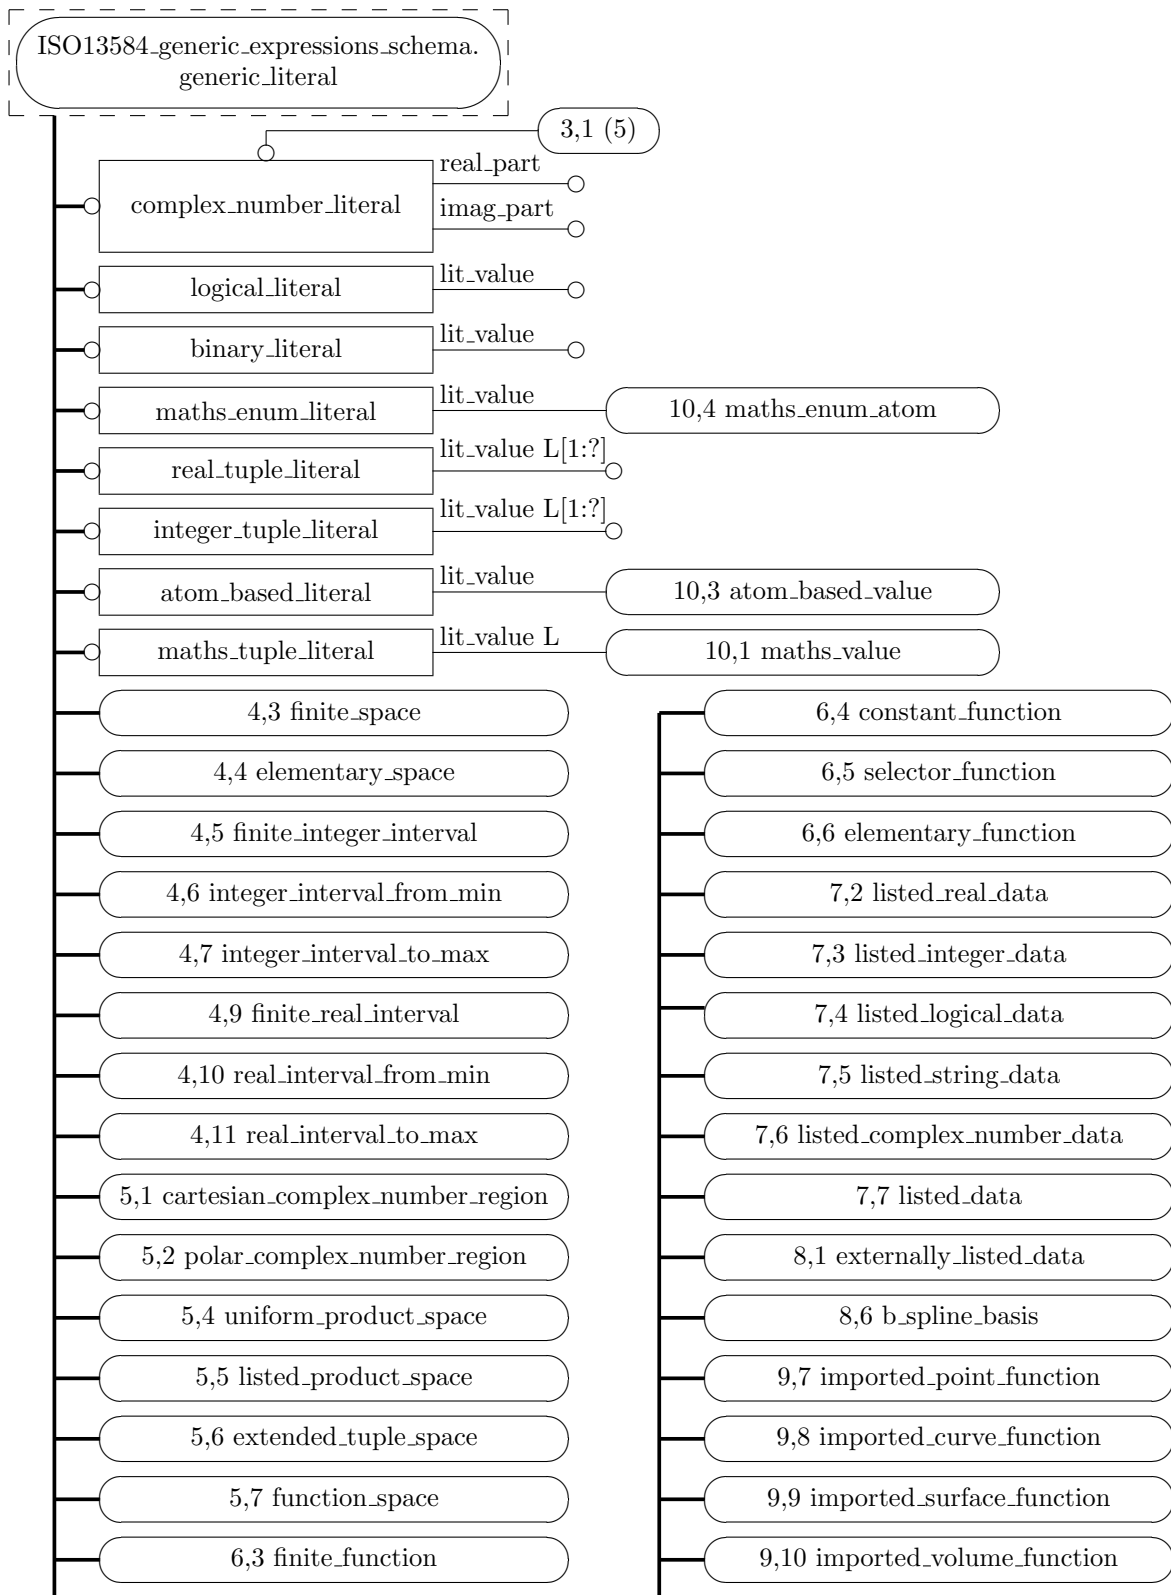 ISO13584_generic_expressions_schema.
generic_literal
3,1 (5)
complex_number_literal
real_part
imag_part
logical_literal
lit_value
binary_literal
lit_value
maths_enum_literal
lit_value
10,4 maths_enum_atom
real_tuple_literal
lit_value L[1:?]
integer_tuple_literal
lit_value L[1:?]
atom_based_literal
lit_value
10,3 atom_based_value
maths_tuple_literal
lit_value L
10,1 maths_value
4,3 finite_space
4,4 elementary_space
4,5 finite_integer_interval
4,6 integer_interval_from_min
4,7 integer_interval_to_max
4,9 finite_real_interval
4,10 real_interval_from_min
4,11 real_interval_to_max
5,1 cartesian_complex_number_region
5,2 polar_complex_number_region
5,4 uniform_product_space
5,5 listed_product_space
5,6 extended_tuple_space
5,7 function_space
6,3 finite_function
6,4 constant_function
6,5 selector_function
6,6 elementary_function
7,2 listed_real_data
7,3 listed_integer_data
7,4 listed_logical_data
7,5 listed_string_data
7,6 listed_complex_number_data
7,7 listed_data
8,1 externally_listed_data
8,6 b_spline_basis
9,7 imported_point_function
9,8 imported_curve_function
9,9 imported_surface_function
9,10 imported_volume_function